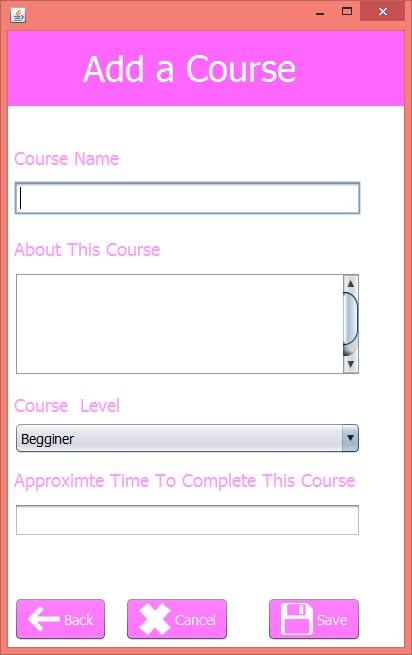 Add a Course
Course Name
About This Course
Course  Level
Begginer
Approximte Time To Complete This Course
Back Cancel Save